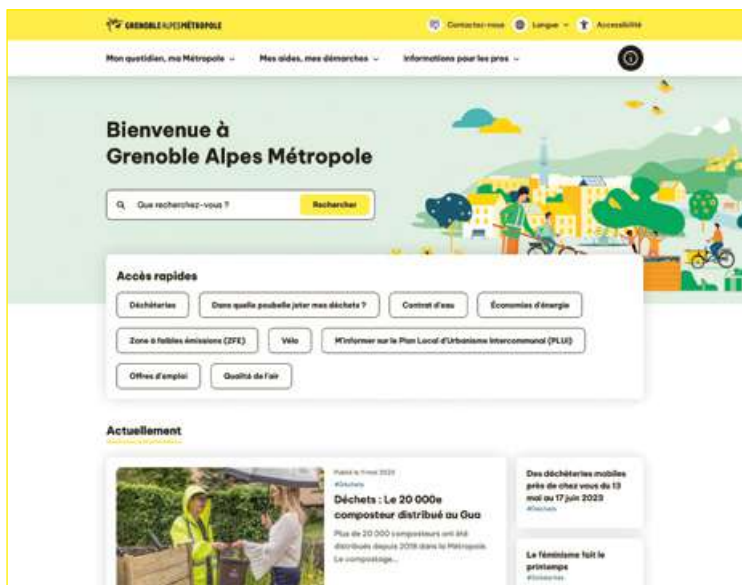 GRENOBLE ALPES MÉTROPOLE
Contactez-nous
Langue
Accessibilité
Mon quotidien, ma Métropole
Mes aides, mes démarches
Informations pour les pros
Bienvenue à
Grenoble Alpes Métropole
Que recherchez-vous ?
Rechercher
Accès rapides
Déchèteries
Dans quelle poubelle jeter mes déchets ?
Contrat d'eau
Économies d'énergie
Zone à faibles émissions (ZFE)
Vélo
M'informer sur le Plan Local d'Urbanisme Intercommunal (PLUi)
Offres d'emploi
Qualité de l'air
Actuellement
Publié le 11 mai 2023
#Déchets
Déchets : Le 20 000e
composteur distribué au Gua
Plus de 20 000 composteurs ont été
distribués depuis 2018 dans la Métropole.
Le compostage...
Des déchèteries mobiles
près de chez vous du 13
mai au 17 juin 2023
#Déchets
Le féminisme fait le
printemps